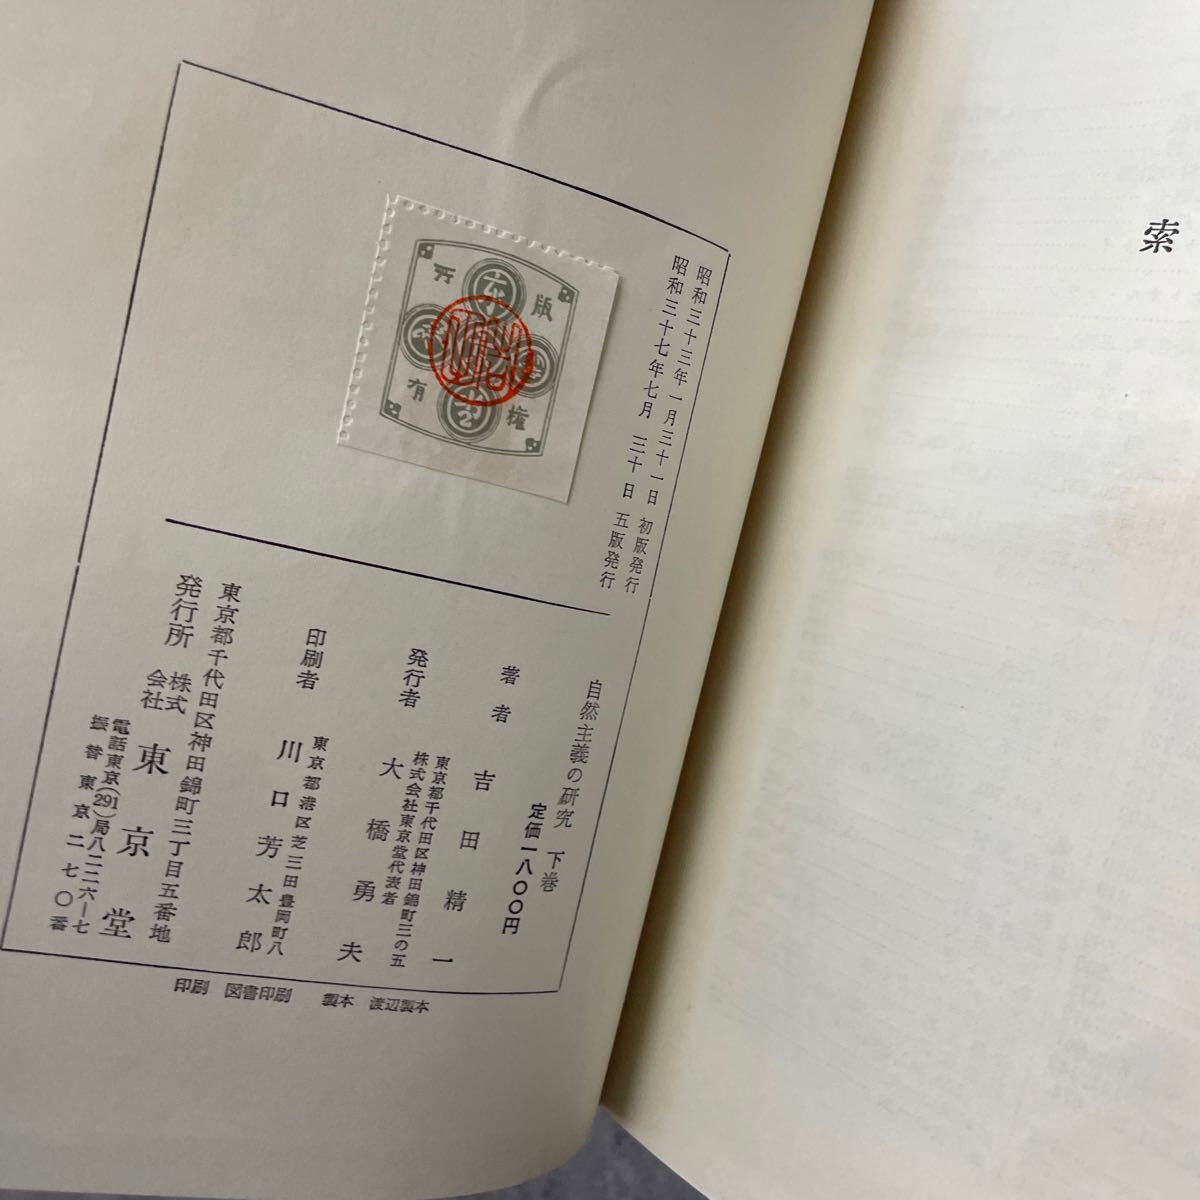 索
昭和三十三年一月三十一日 初版発行
昭和三十七年七月 三十日 五版発行
版
権
所
有
東
京
堂
自然主義の研究 下巻
定価一八〇〇円
著者 吉田精一
東京都千代田区神田錦町三の五
株式会社東京堂代表者
発行者 大橋勇夫
東京都港区芝三田豊岡町八
印刷者 川口芳太郎
東京都千代田区神田錦町三丁目五番地
発行所 株式会社 東京堂
電話東京(291)局八二二六—七
振替東京二七〇番
印刷 図書印刷 製本 渡辺製本